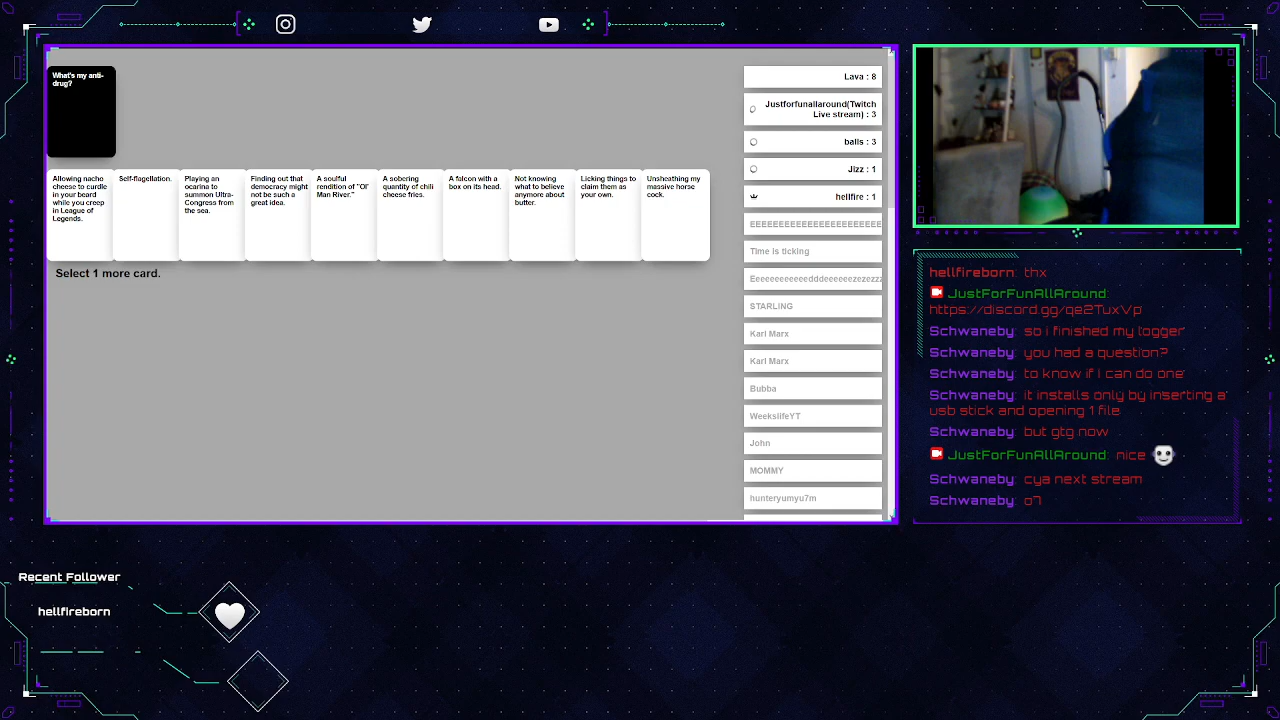 What's my anti-
drug?
Allowing nacho
cheese to curdle
in your beard
while you creep
in League of
Legends.
Self-flagellation.
Playing an
ocarina to
summon Ultra-
Congress from
the sea.
Finding out that
democracy might
not be such a
great idea.
A soulful
rendition of "Ol'
Man River."
A sobering
quantity of chili
cheese fries.
A falcon with a
box on its head.
Not knowing
what to believe
anymore about
butter.
Licking things to
claim them as
your own.
Unsheathing my
massive horse
cock.
Select 1 more card.
Lava : 8
Justforfunallaround(Twitch
Live stream) : 3
balls : 3
Jizz : 1
hellfire : 1
EEEEEEEEEEEEEEEEEEEEEEE
Time is ticking
Eeeeeeeeeeedddeeeeeezezezzz
STARLING
Karl Marx
Karl Marx
Bubba
WeekslifeYT
John
MOMMY
hunteryumyu7m
hellfireborn: thx
JustForFunAllAround:
https://discord.gg/qe2TuxVp
Schwaneby: so i finished my logger
Schwaneby: you had a question?
Schwaneby: to know if I can do one
Schwaneby: it installs only by inserting a
usb stick and opening 1 file
Schwaneby: but gtg now
JustForFunAllAround: nice
Schwaneby: cya next stream
Schwaneby: o7
Recent Follower
hellfireborn